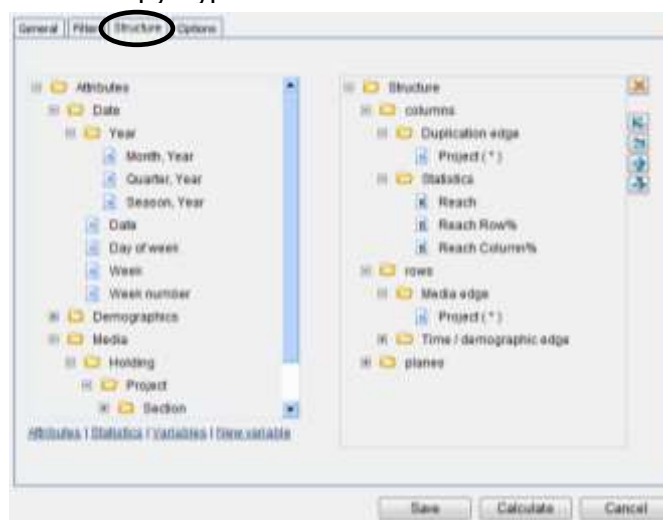 General Filter Structure Options
Attributes
Date
Year
Month, Year
Quarter, Year
Season, Year
Date
Day of week
Week
Week number
Demographics
Media
Holding
Project
Section
Attributes | Statistics | Variables | New variable
Structure
columns
Duplication edge
Project ( * )
Statistics
Reach
Reach Row%
Reach Column%
rows
Media edge
Project ( * )
Time / demographic edge
planes
Save Calculate Cancel